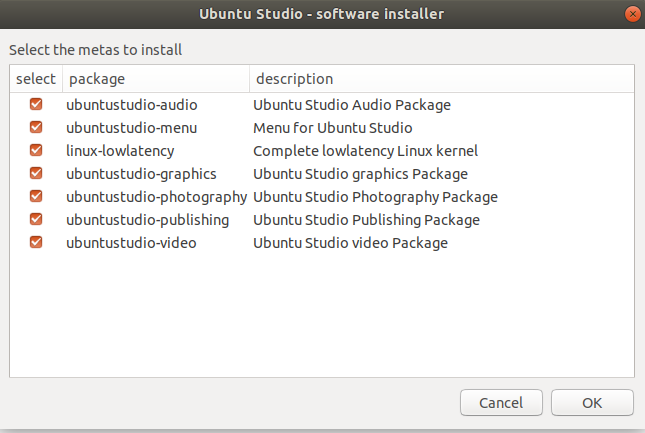 Ubuntu Studio - software installer
Select the metas to install
select package description
ubuntustudio-audio Ubuntu Studio Audio Package
ubuntustudio-menu Menu for Ubuntu Studio
linux-lowlatency Complete lowlatency Linux kernel
ubuntustudio-graphics Ubuntu Studio graphics Package
ubuntustudio-photography Ubuntu Studio Photography Package
ubuntustudio-publishing Ubuntu Studio Publishing Package
ubuntustudio-video Ubuntu Studio video Package
Cancel OK